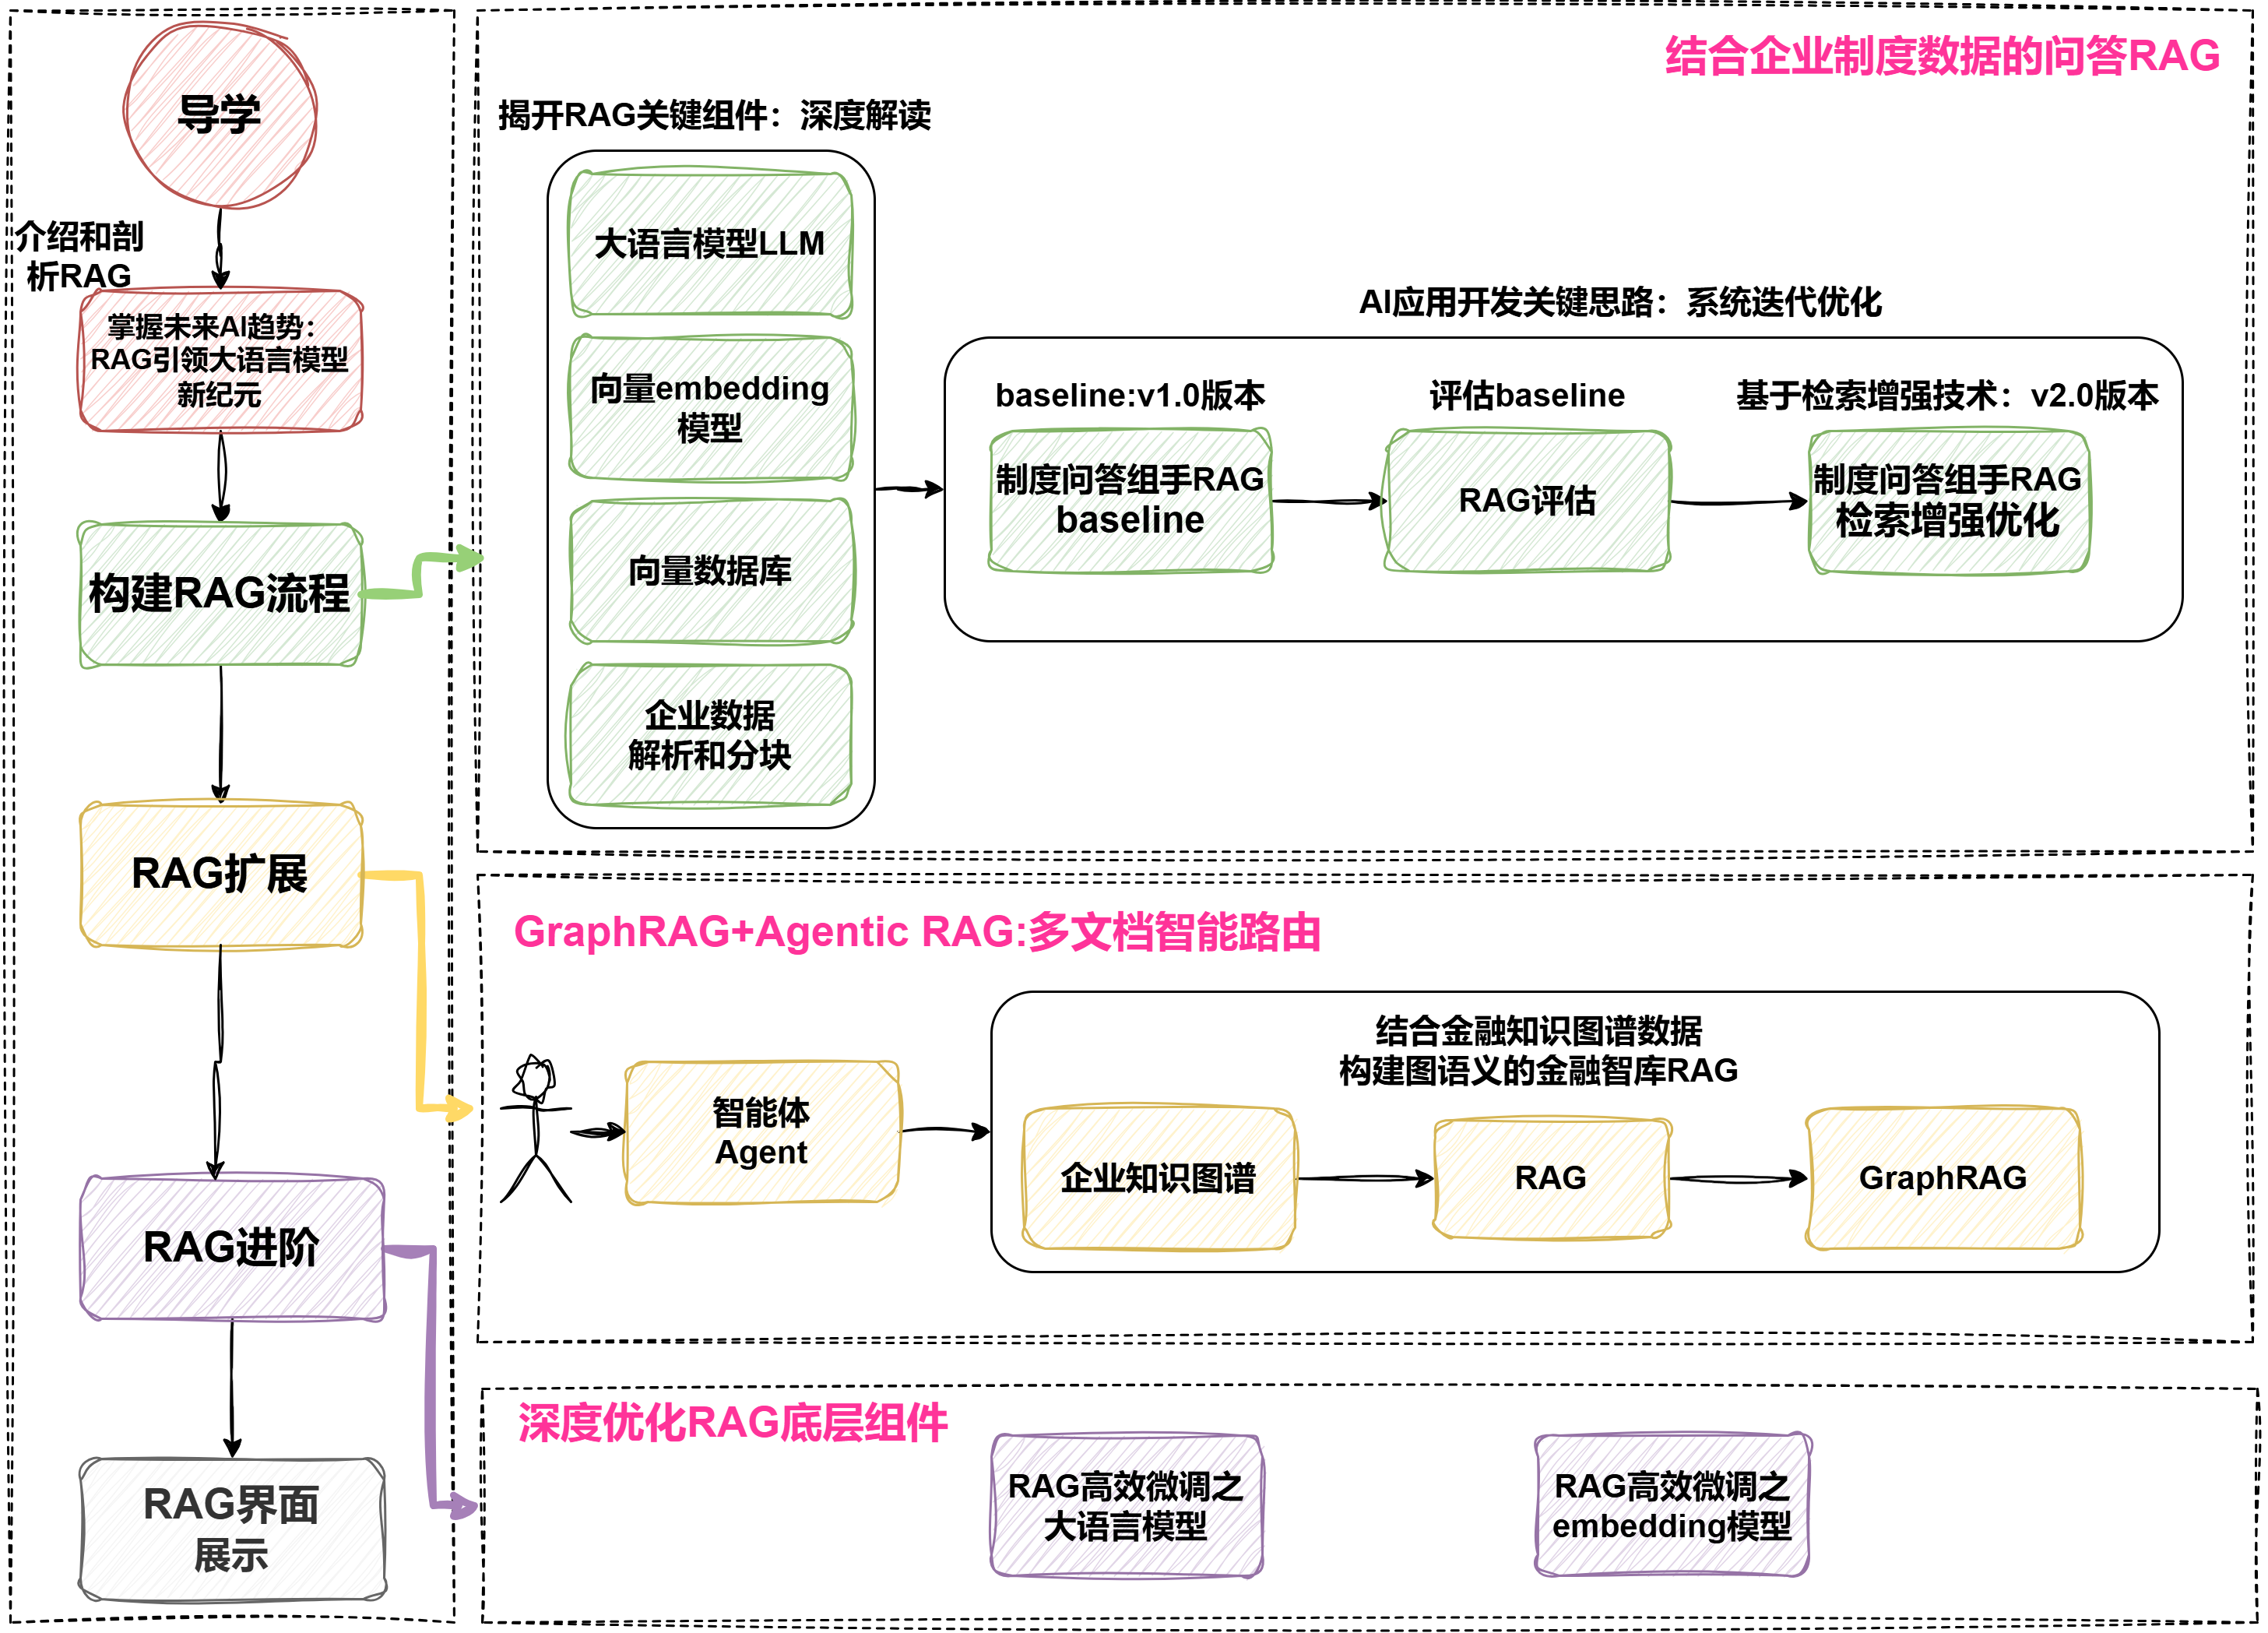 导学
介绍和剖
析RAG
掌握未来AI趋势：
RAG引领大语言模型
新纪元
构建RAG流程
RAG扩展
RAG进阶
RAG界面
展示
结合企业制度数据的问答RAG
揭开RAG关键组件：深度解读
大语言模型LLM
向量embedding
模型
向量数据库
企业数据
解析和分块
AI应用开发关键思路：系统迭代优化
baseline:v1.0版本
制度问答组手RAG
baseline
评估baseline
RAG评估
基于检索增强技术：v2.0版本
制度问答组手RAG
检索增强优化
GraphRAG+Agentic RAG:多文档智能路由
智能体
Agent
结合金融知识图谱数据
构建图语义的金融智库RAG
企业知识图谱
RAG
GraphRAG
深度优化RAG底层组件
RAG高效微调之
大语言模型
RAG高效微调之
embedding模型